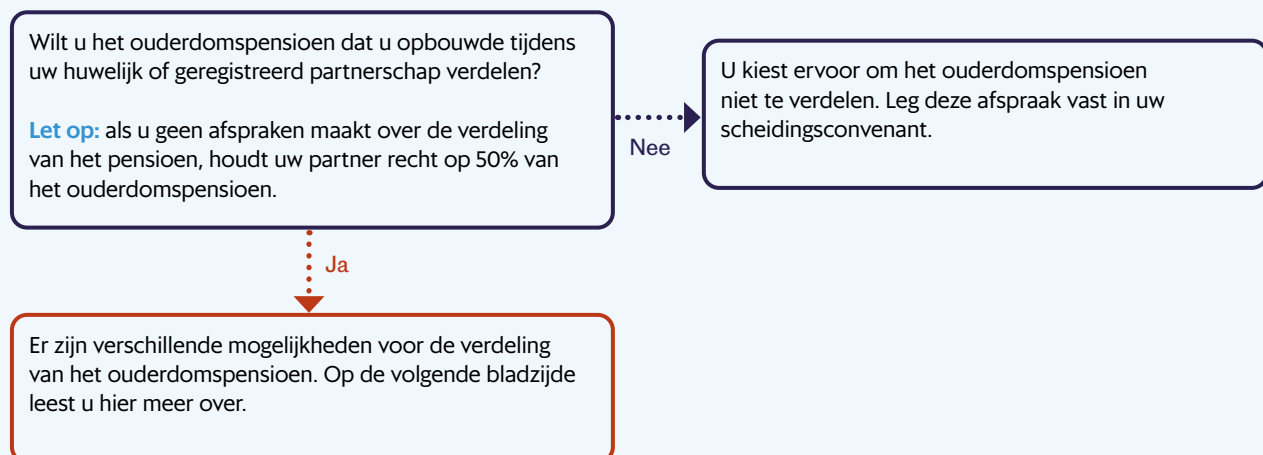 Wilt u het ouderdomspensioen dat u opbouwde tijdens
uw huwelijk of geregistreerd partnerschap verdelen?
Let op: als u geen afspraken maakt over de verdeling
van het pensioen, houdt uw partner recht op 50% van
het ouderdomspensioen.
Nee
U kiest ervoor om het ouderdomspensioen
niet te verdelen. Leg deze afspraak vast in uw
scheidingsconvenant.
Ja
Er zijn verschillende mogelijkheden voor de verdeling
van het ouderdomspensioen. Op de volgende bladzijde
leest u hier meer over.